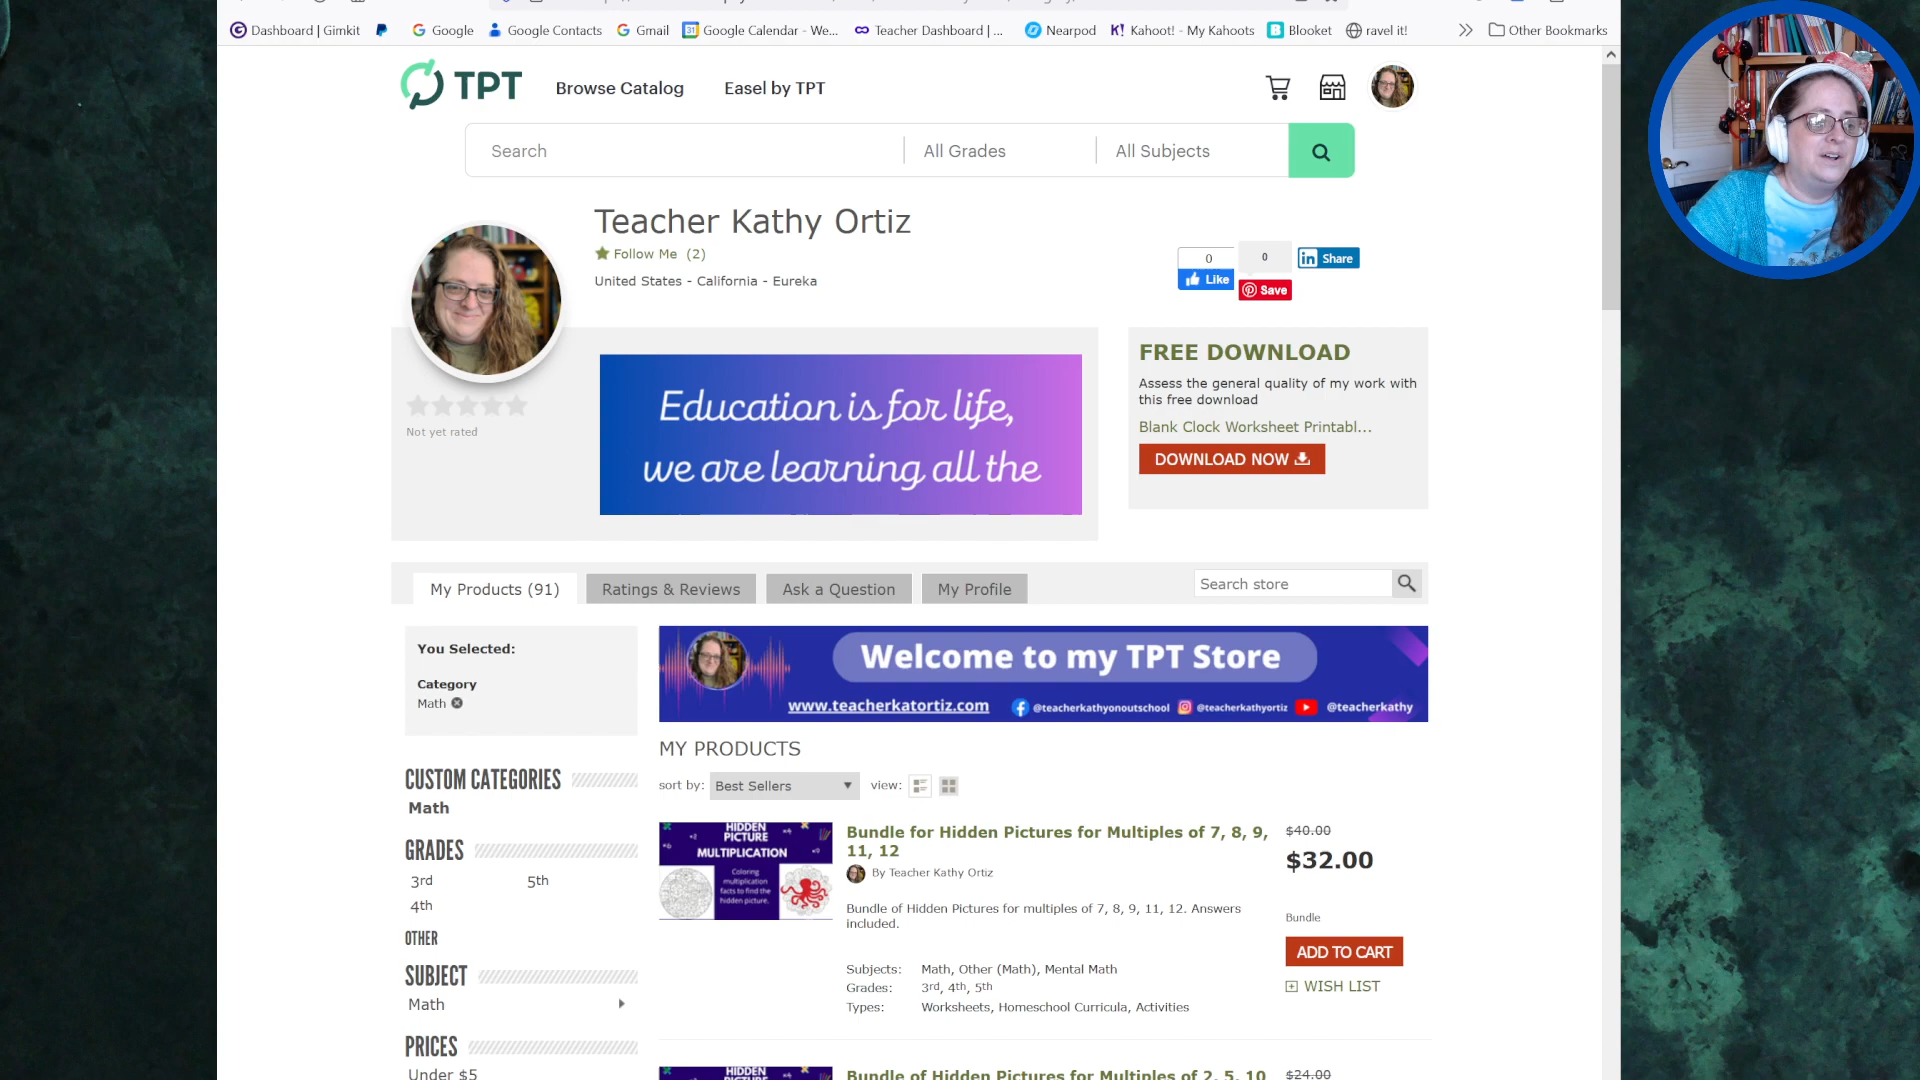 Dashboard | Gimkit
Google
Google Contacts
Gmail
Google Calendar - We...
Teacher Dashboard | ...
Nearpod
Kahoot! - My Kahoots
Blooket
ravel it!
Other Bookmarks
TPT
Browse Catalog
Easel by TPT
Search
All Grades
All Subjects
Teacher Kathy Ortiz
Follow Me (2)
United States - California - Eureka
0
Like
0
Save
Share
Not yet rated
Education is for life,
we are learning all the
FREE DOWNLOAD
Assess the general quality of my work with
this free download
Blank Clock Worksheet Printabl...
DOWNLOAD NOW
My Products (91)
Ratings & Reviews
Ask a Question
My Profile
Search store
You Selected:
Category
Math
Welcome to my TPT Store
www.teacherkatortiz.com
@teacherkathyonoutschool
@teacherkathyortiz
@teacherkathy
CUSTOM CATEGORIES
Math
GRADES
3rd
5th
4th
OTHER
SUBJECT
Math
PRICES
Under $5
MY PRODUCTS
sort by:
Best Sellers
view:
HIDDEN
PICTURE
MULTIPLICATION
Coloring
multiplication
facts to find the
hidden picture.
Bundle for Hidden Pictures for Multiples of 7, 8, 9,
11, 12
By Teacher Kathy Ortiz
Bundle of Hidden Pictures for multiples of 7, 8, 9, 11, 12. Answers
included.
Subjects: Math, Other (Math), Mental Math
Grades: 3rd, 4th, 5th
Types: Worksheets, Homeschool Curricula, Activities
$40.00
$32.00
Bundle
ADD TO CART
WISH LIST
HIDDEN
Bundle of Hidden Pictures for Multiples of 2, 5, 10
$24.00